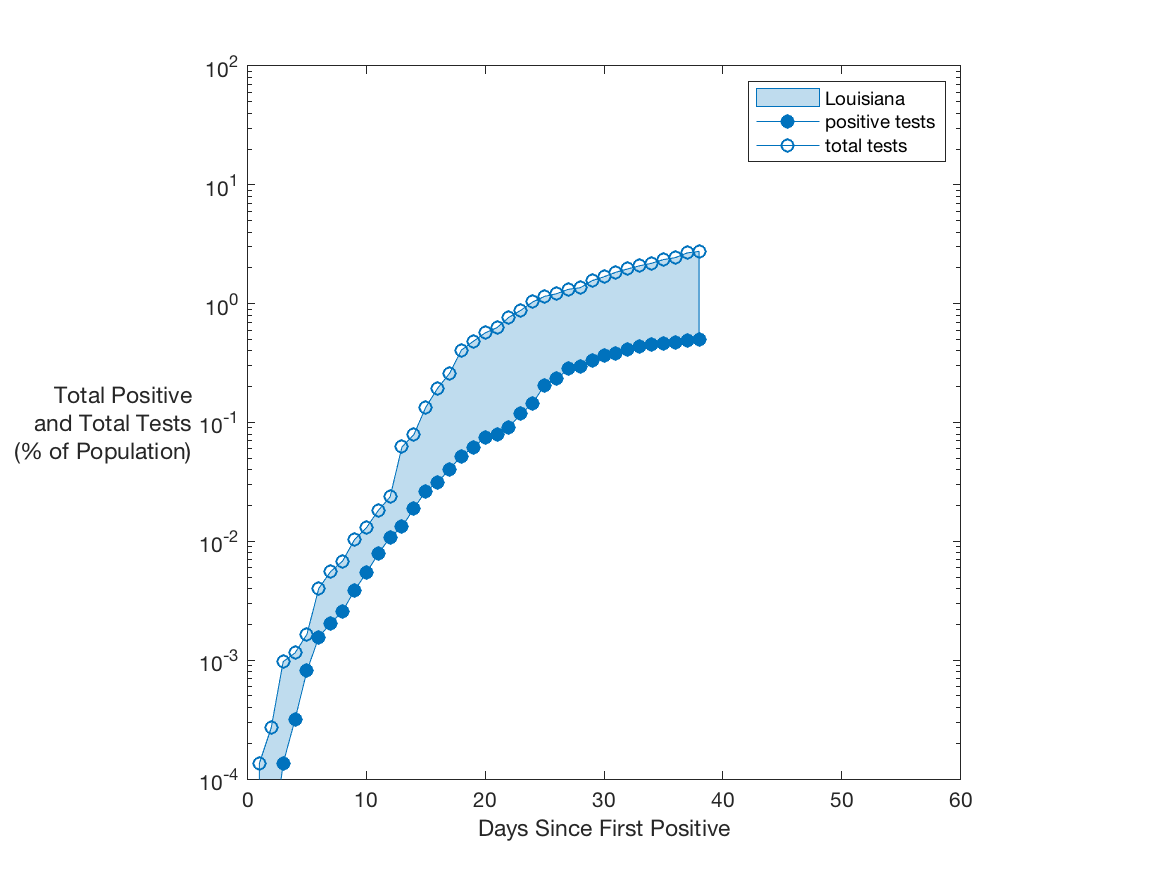 10^2
10^1
10^0
10^-1
10^-2
10^-3
10^-4
Total Positive
and Total Tests
(% of Population)
Louisiana
positive tests
total tests
0 10 20 30 40 50 60
Days Since First Positive